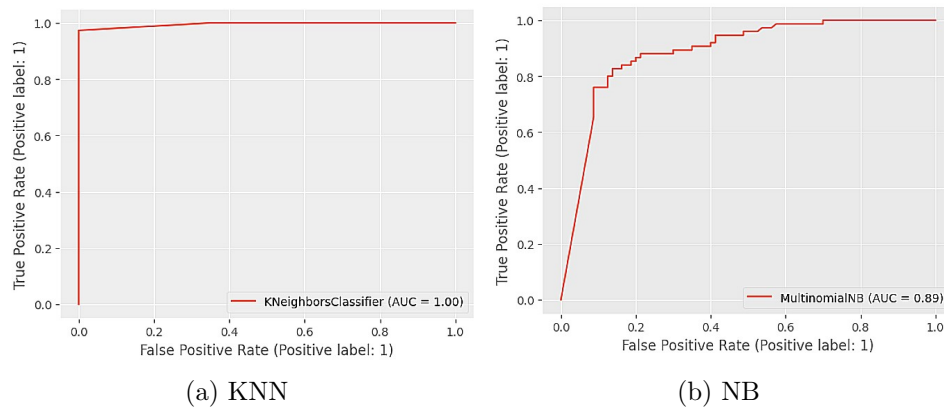 True Positive Rate (Positive label: 1)
1.0
0.8
0.6
0.4
0.2
0.0
KNeighborsClassifier (AUC = 1.00)
0.0 0.2 0.4 0.6 0.8 1.0
False Positive Rate (Positive label: 1)
(a) KNN
True Positive Rate (Positive label: 1)
1.0
0.8
0.6
0.4
0.2
0.0
MultinomialNB (AUC = 0.89)
0.0 0.2 0.4 0.6 0.8 1.0
False Positive Rate (Positive label: 1)
(b) NB